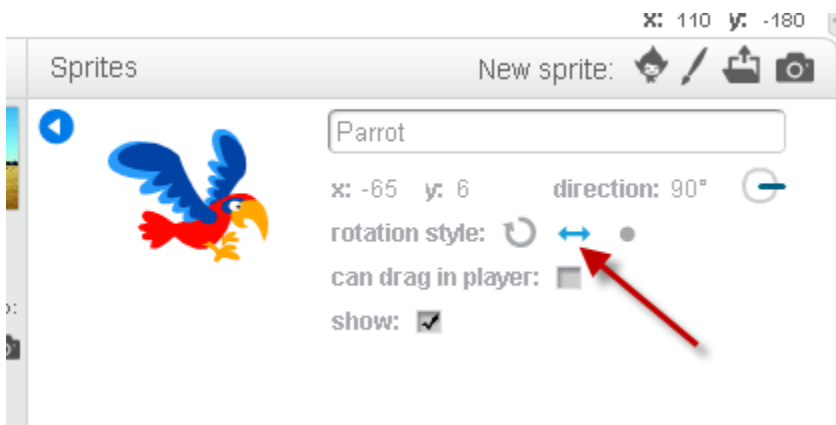 x: 110 y: -180
Sprites New sprite:
Parrot
x: -65 y: 6 direction: 90°
rotation style:
can drag in player:
show: